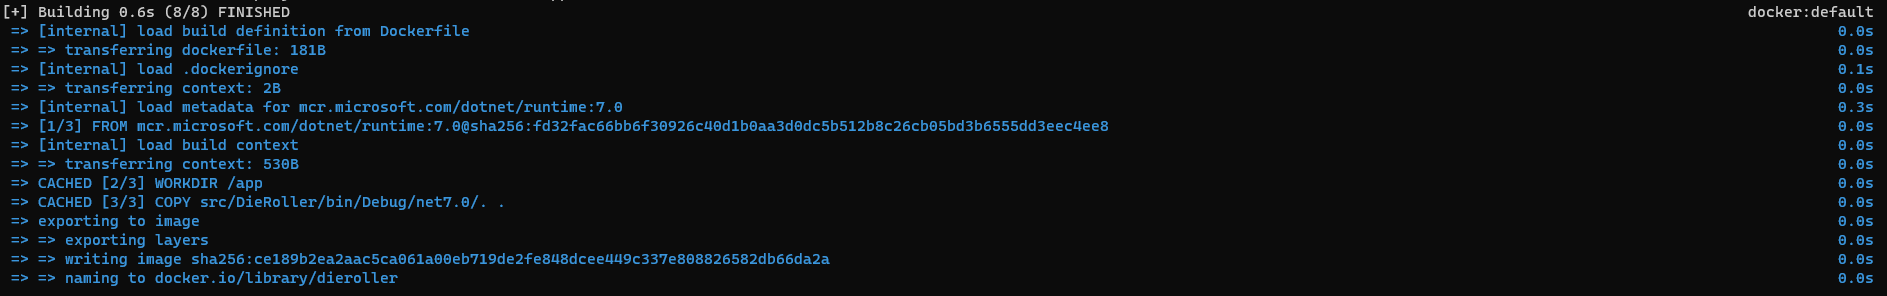 [+] Building 0.6s (8/8) FINISHED docker:default
=> [internal] load build definition from Dockerfile 0.0s
=> => transferring dockerfile: 181B 0.0s
=> [internal] load .dockerignore 0.1s
=> => transferring context: 2B 0.0s
=> [internal] load metadata for mcr.microsoft.com/dotnet/runtime:7.0 0.3s
=> [1/3] FROM mcr.microsoft.com/dotnet/runtime:7.0@sha256:fd32fac66bb6f30926c40d1b0aa3d0dc5b512b8c26cb05bd3b6555dd3eec4ee8 0.0s
=> [internal] load build context 0.0s
=> => transferring context: 530B 0.0s
=> CACHED [2/3] WORKDIR /app 0.0s
=> CACHED [3/3] COPY src/DieRoller/bin/Debug/net7.0/. . 0.0s
=> exporting to image 0.0s
=> => exporting layers 0.0s
=> => writing image sha256:ce189b2ea2aac5ca061a00eb719de2fe848dcee449c337e808826582db66da2a 0.0s
=> => naming to docker.io/library/dieroller 0.0s